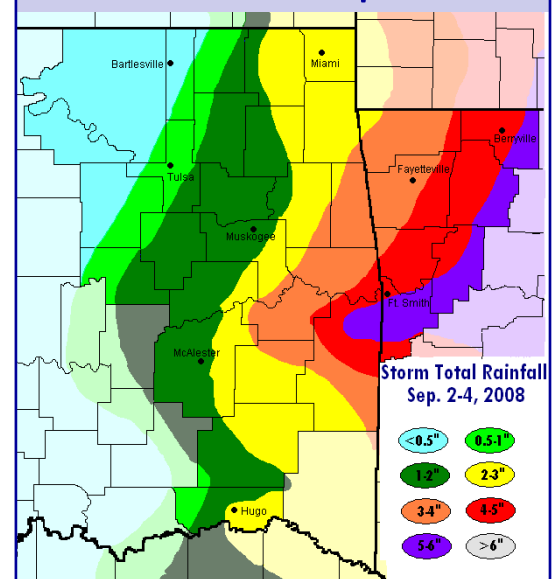 Bartlesville
Miami
Berryville
Tulsa
Fayetteville
Muskogee
Ft. Smith
McAlester
Storm Total Rainfall
Sep. 2-4, 2008
<0.5" 0.5-1"
1-2" 2-3"
3-4" 4-5"
5-6" >6"
Hugo